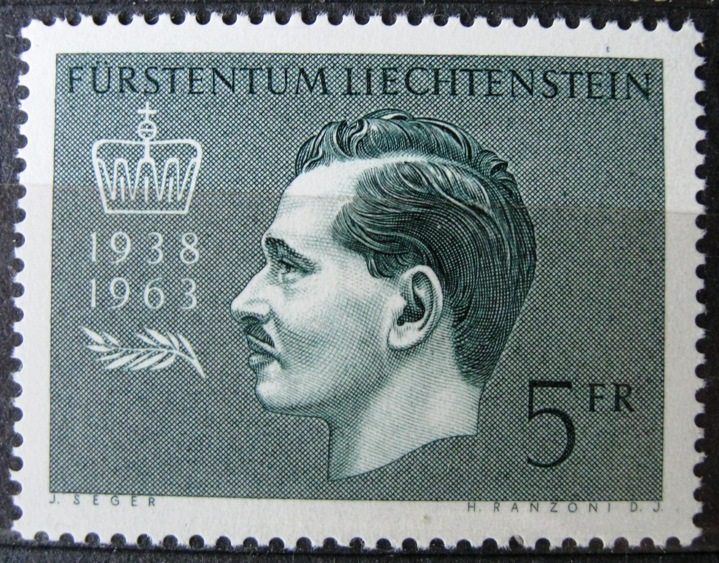 FÜRSTENTUM LIECHTENSTEIN
1938
1963
5 FR
J. SEGER
H. RANZONI D. J.